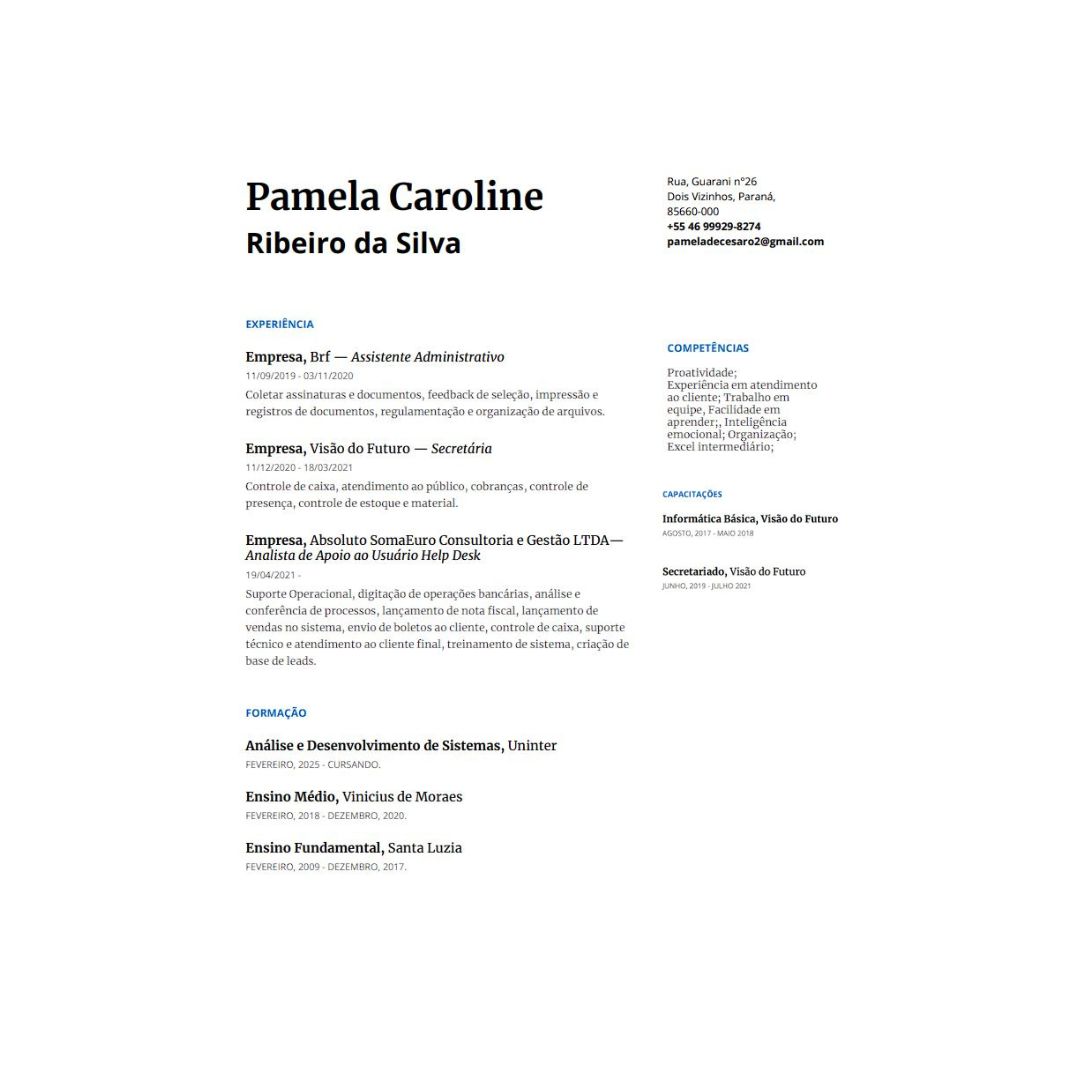 Pamela Caroline
Ribeiro da Silva
Rua, Guarani n°26
Dois Vizinhos, Paraná,
85660-000
+55 46 99929-8274
pameladecesaro2@gmail.com
EXPERIÊNCIA
Empresa, Brf — Assistente Administrativo
11/09/2019 - 03/11/2020
Coletar assinaturas e documentos, feedback de seleção, impressão e
registros de documentos, regulamentação e organização de arquivos.
Empresa, Visão do Futuro — Secretária
11/12/2020 - 18/03/2021
Controle de caixa, atendimento ao público, cobranças, controle de
presença, controle de estoque e material.
Empresa, Absoluto SomaEuro Consultoria e Gestão LTDA—
Analista de Apoio ao Usuário Help Desk
19/04/2021 -
Suporte Operacional, digitação de operações bancárias, análise e
conferência de processos, lançamento de nota fiscal, lançamento de
vendas no sistema, envio de boletos ao cliente, controle de caixa, suporte
técnico e atendimento ao cliente final, treinamento de sistema, criação de
base de leads.
FORMAÇÃO
Análise e Desenvolvimento de Sistemas, Uninter
FEVEREIRO, 2025 - CURSANDO.
Ensino Médio, Vinicius de Moraes
FEVEREIRO, 2018 - DEZEMBRO, 2020.
Ensino Fundamental, Santa Luzia
FEVEREIRO, 2009 - DEZEMBRO, 2017.
COMPETÊNCIAS
Proatividade;
Experiência em atendimento
ao cliente; Trabalho em
equipe, Facilidade em
aprender;, Inteligência
emocional; Organização;
Excel intermediário;
CAPACITAÇÕES
Informática Básica, Visão do Futuro
AGOSTO, 2017 - MAIO 2018
Secretariado, Visão do Futuro
JUNHO, 2019 - JULHO 2021